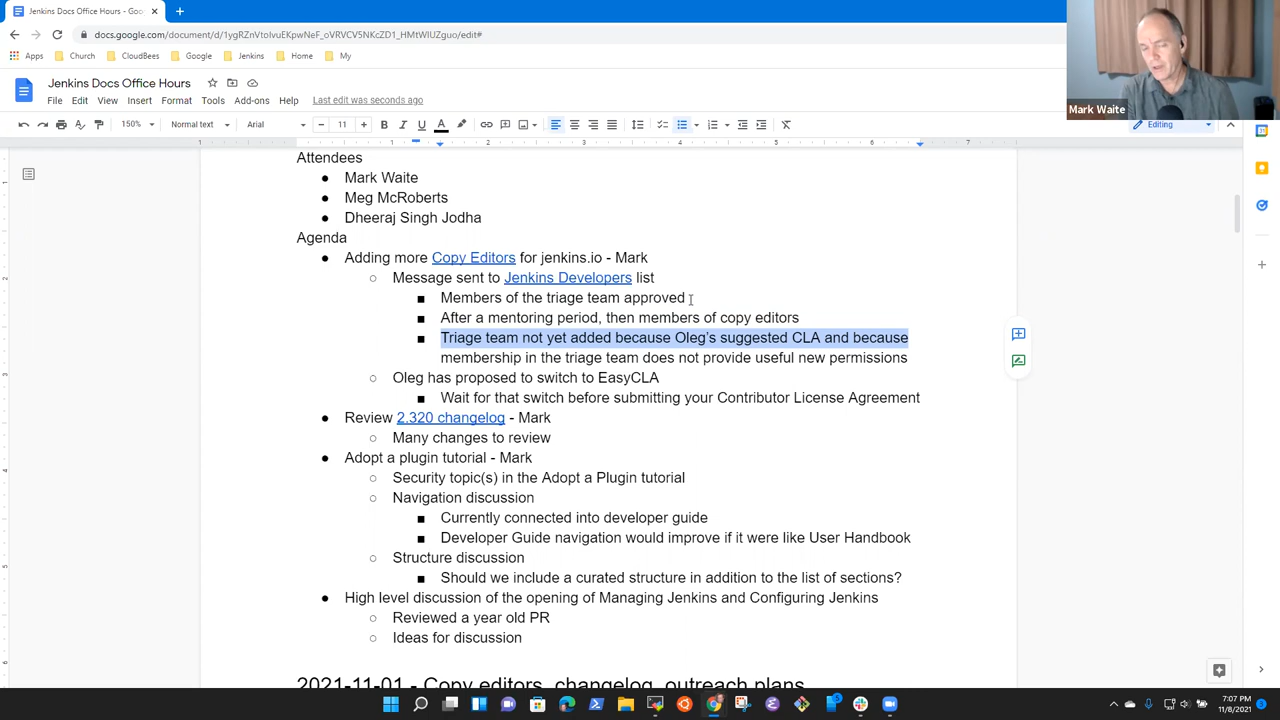 Jenkins Docs Office Hours - Goo
docs.google.com/document/d/1ygRZnVtoIvuEKpwNeF_oVRVCV5NKcZD1_HMtWIUZguo/edit#
Apps Church CloudBees Google Jenkins Home My
Jenkins Docs Office Hours
File Edit View Insert Format Tools Add-ons Help Last edit was seconds ago
150% Normal text Arial 11 Editing
Mark Waite
1 1 2 3 4 5 6 7
Attendees
● Mark Waite
● Meg McRoberts
● Dheeraj Singh Jodha
Agenda
● Adding more Copy Editors for jenkins.io - Mark
○ Message sent to Jenkins Developers list
■ Members of the triage team approved
■ After a mentoring period, then members of copy editors
■ Triage team not yet added because Oleg's suggested CLA and because
membership in the triage team does not provide useful new permissions
○ Oleg has proposed to switch to EasyCLA
■ Wait for that switch before submitting your Contributor License Agreement
● Review 2.320 changelog - Mark
○ Many changes to review
● Adopt a plugin tutorial - Mark
○ Security topic(s) in the Adopt a Plugin tutorial
○ Navigation discussion
■ Currently connected into developer guide
■ Developer Guide navigation would improve if it were like User Handbook
○ Structure discussion
■ Should we include a curated structure in addition to the list of sections?
● High level discussion of the opening of Managing Jenkins and Configuring Jenkins
○ Reviewed a year old PR
○ Ideas for discussion
2021-11-01 - Copy editors, changelog, outreach plans
7:07 PM
11/8/2021